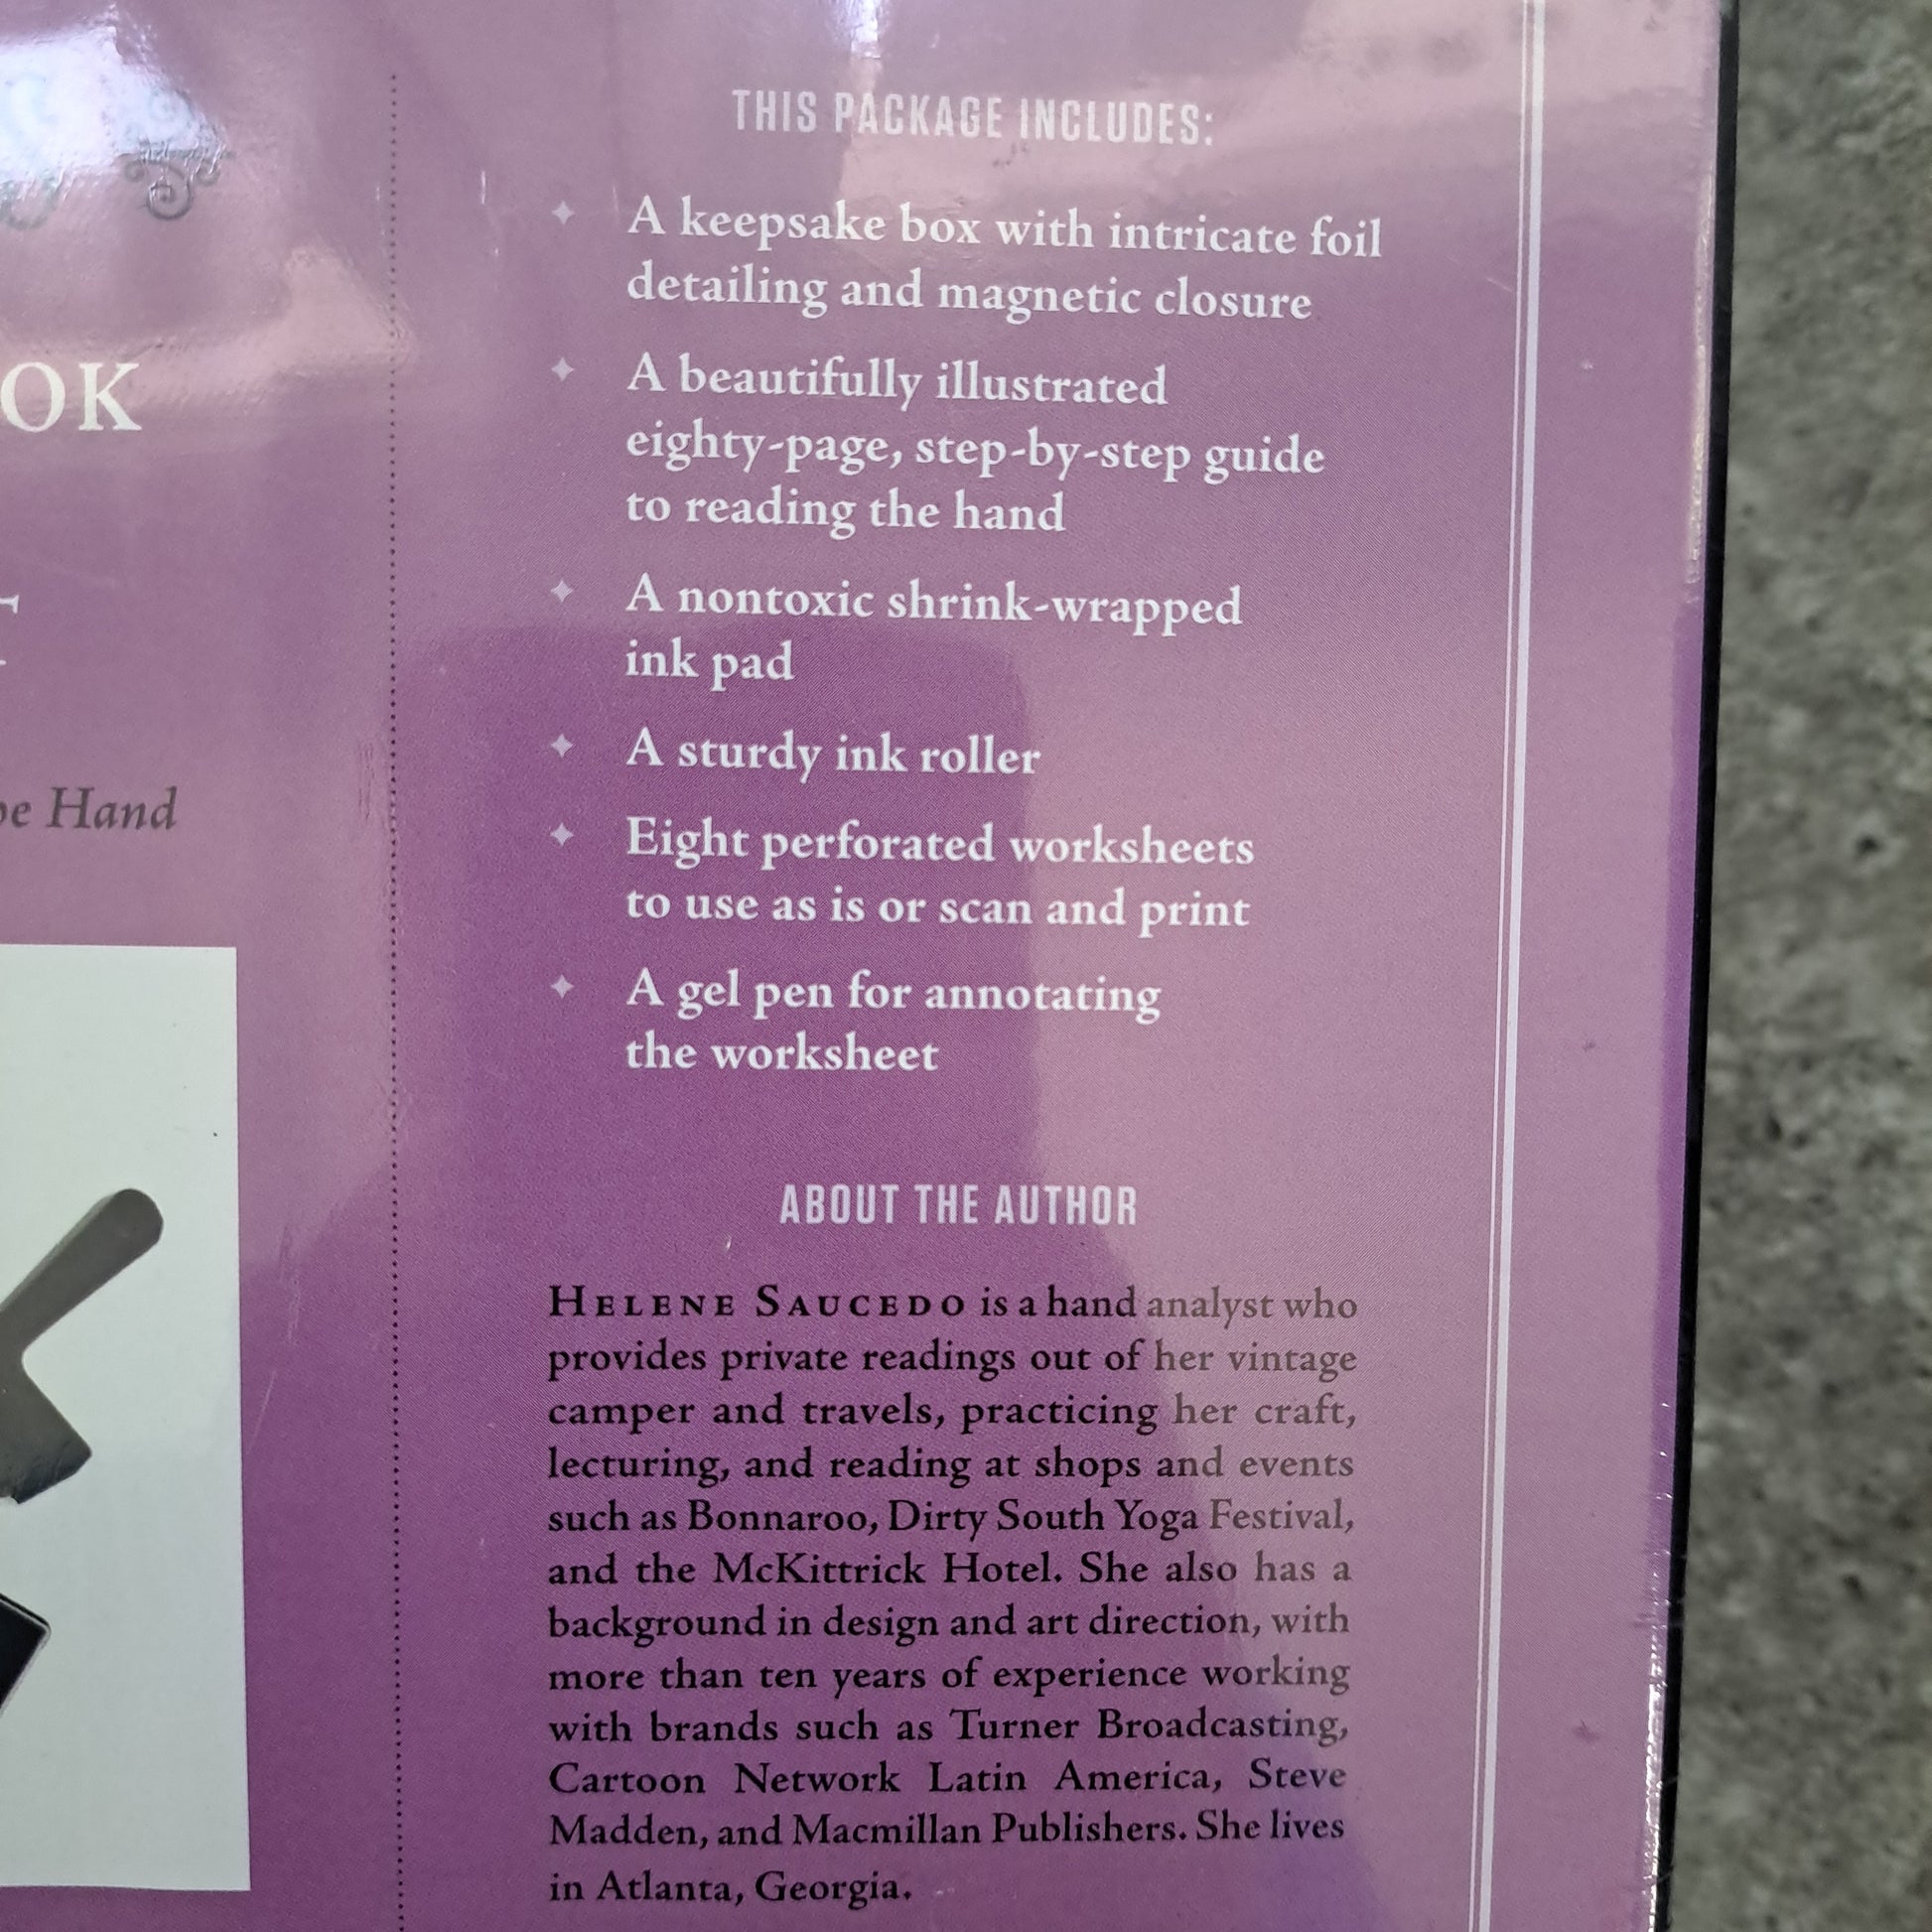 OK
Hand
THIS PACKAGE INCLUDES:
A keepsake box with intricate foil
detailing and magnetic closure
A beautifully illustrated
eighty-page, step-by-step guide
to reading the hand
A nontoxic shrink-wrapped
ink pad
A sturdy ink roller
Eight perforated worksheets
to use as is or scan and print
A gel pen for annotating
the worksheet
ABOUT THE AUTHOR
HELENE SAUCEDO is a hand analyst who
provides private readings out of her vintage
camper and travels, practicing her craft,
lecturing, and reading at shops and events
such as Bonnaroo, Dirty South Yoga Festival,
and the McKittrick Hotel. She also has a
background in design and art direction, with
more than ten years of experience working
with brands such as Turner Broadcasting,
Cartoon Network Latin America, Steve
Madden, and Macmillan Publishers. She lives
in Atlanta, Georgia.